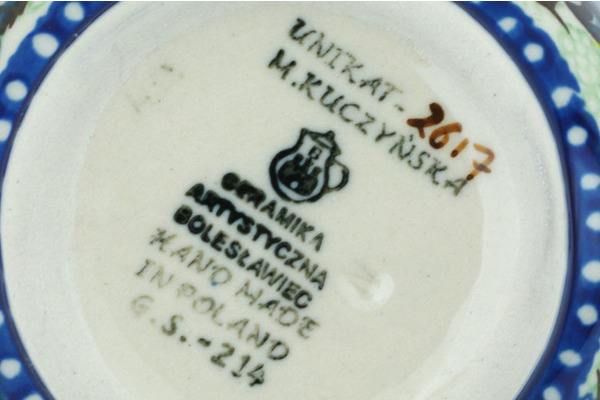 UNIKAT- 2617
M.KUCZYŃSKA
CERAMIKA
ARTYSTYCZNA
BOLESŁAWIEC
HAND MADE
IN POLAND
G.S.-214